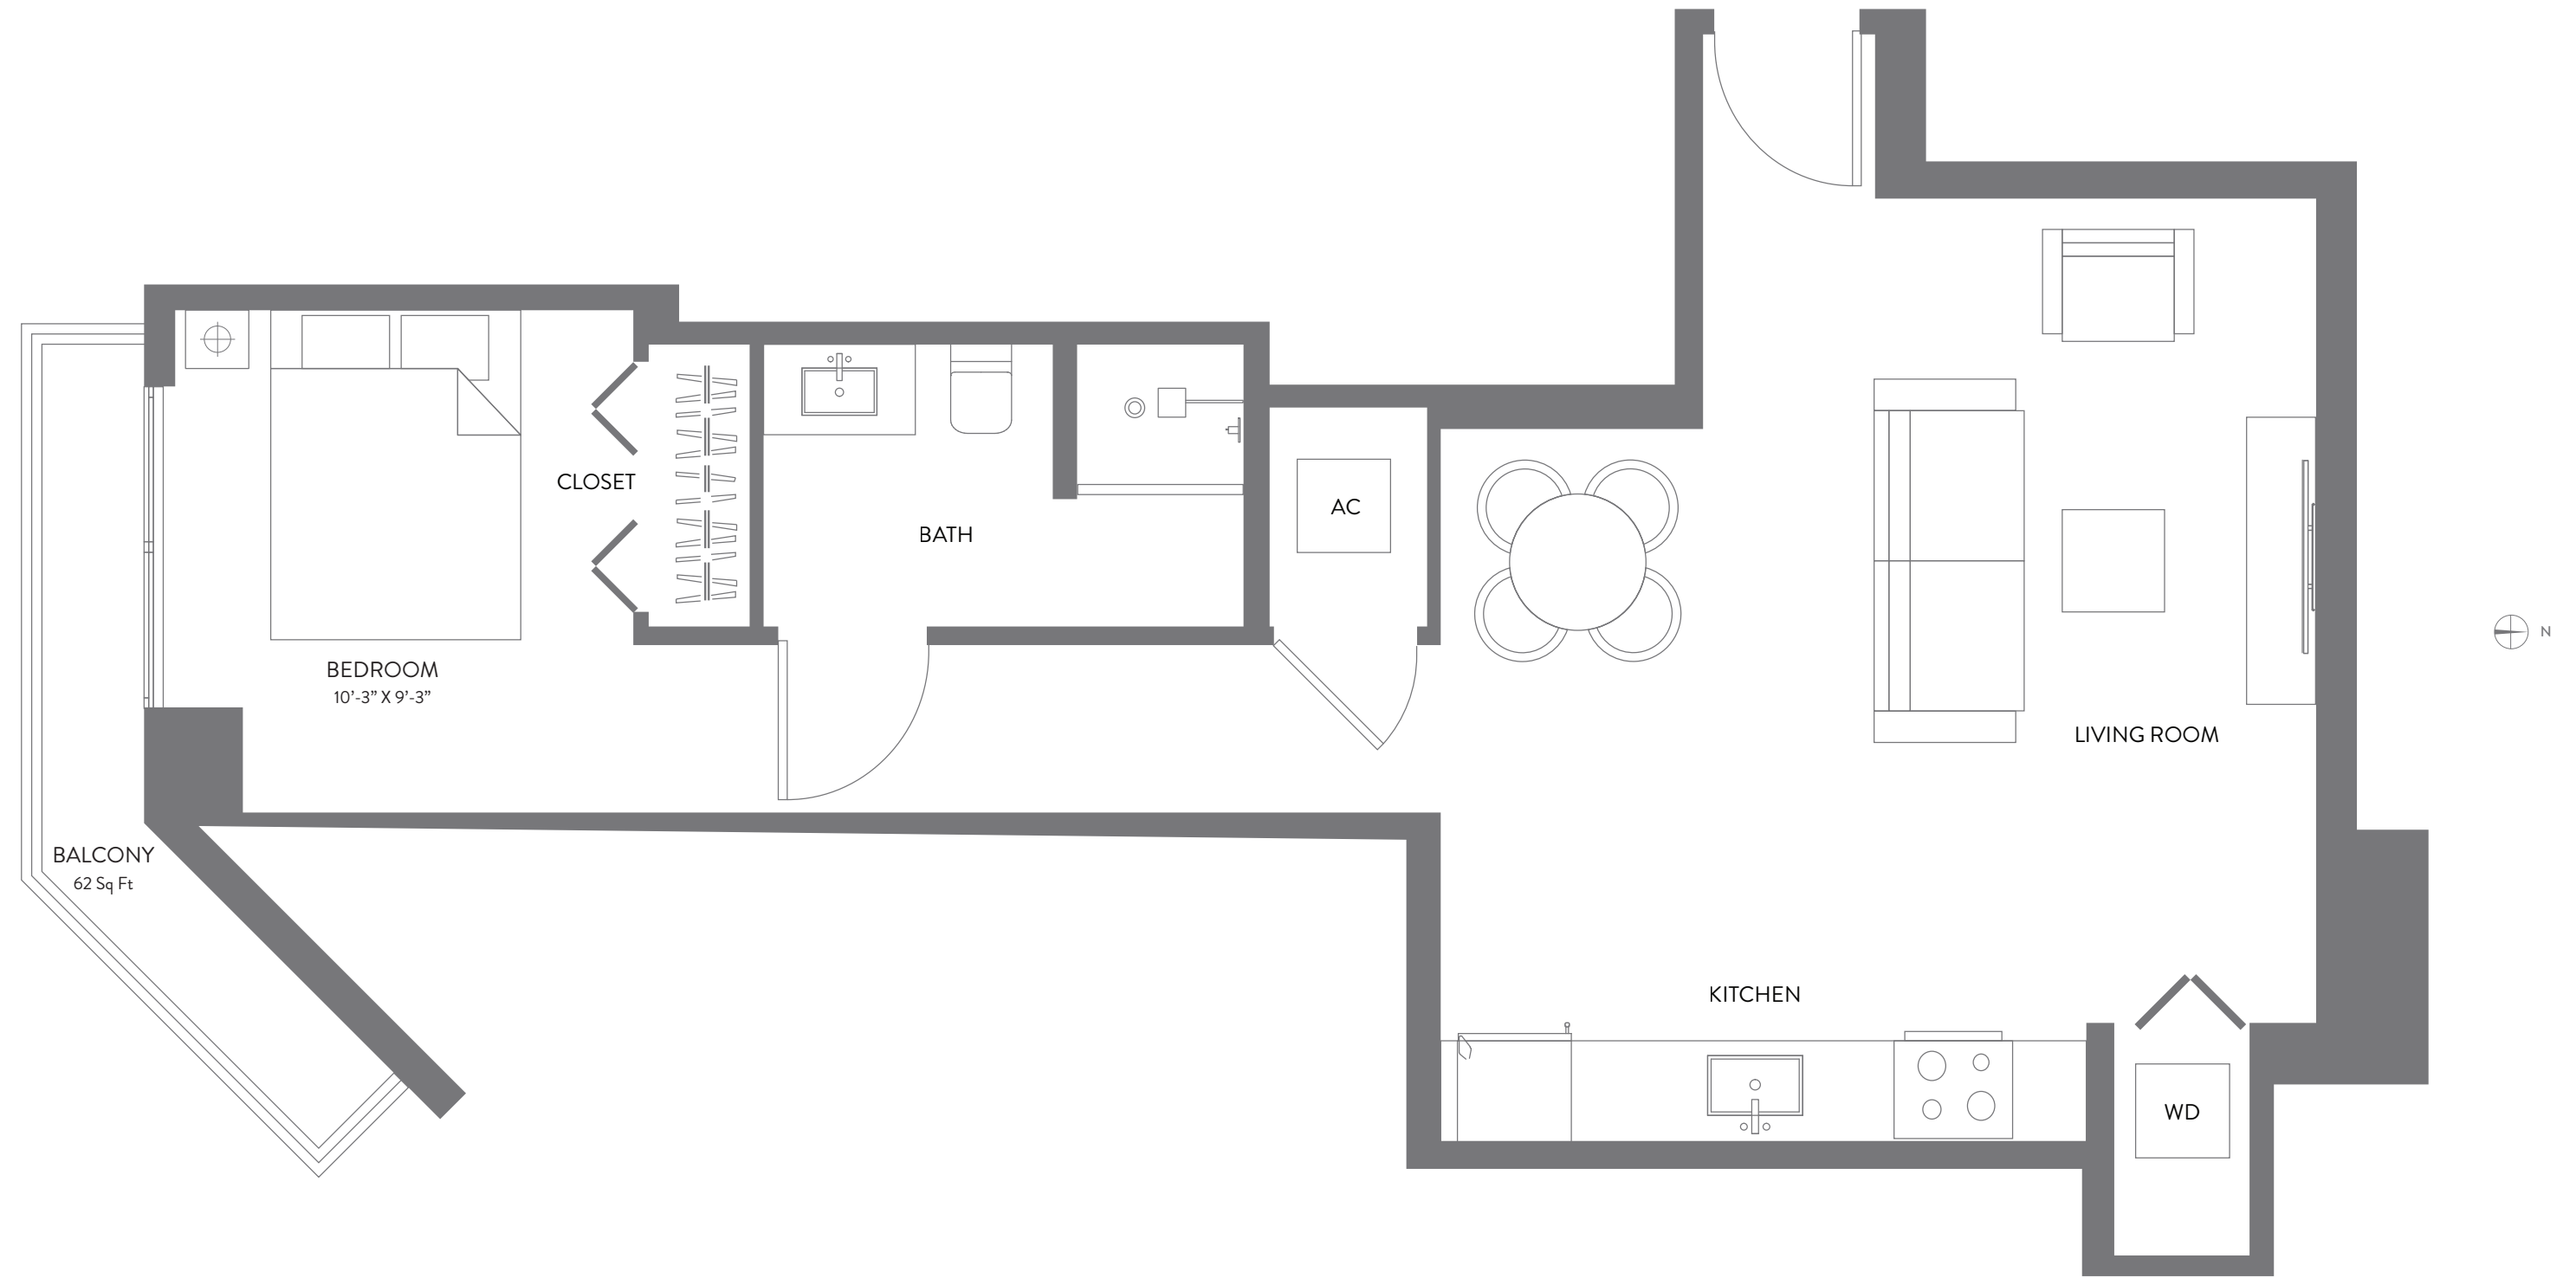 CLOSET
AC
BATH
N
BEDROOM
10’-3” X 9’-3”
LIVING ROOM
BALCONY
62 Sq Ft
KITCHEN
WD